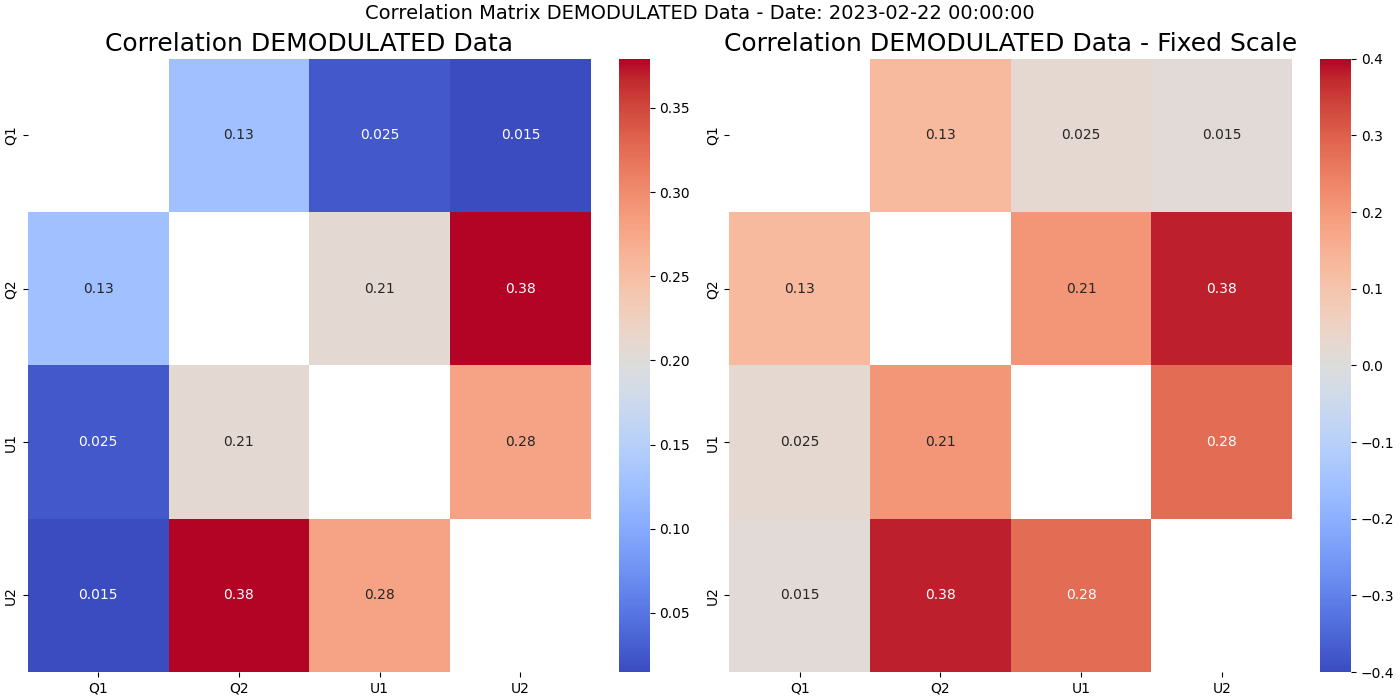 Correlation Matrix DEMODULATED Data - Date: 2023-02-22 00:00:00
Correlation DEMODULATED Data
Q1
0.13
0.025
0.015
Q2
0.13
0.21
0.38
U1
0.025
0.21
0.28
U2
0.015
0.38
0.28
Q1
Q2
U1
U2
0.35
0.30
0.25
0.20
0.15
0.10
0.05
Correlation DEMODULATED Data - Fixed Scale
Q1
0.13
0.025
0.015
Q2
0.13
0.21
0.38
U1
0.025
0.21
0.28
U2
0.015
0.38
0.28
Q1
Q2
U1
U2
0.4
0.3
0.2
0.1
0.0
−0.1
−0.2
−0.3
−0.4